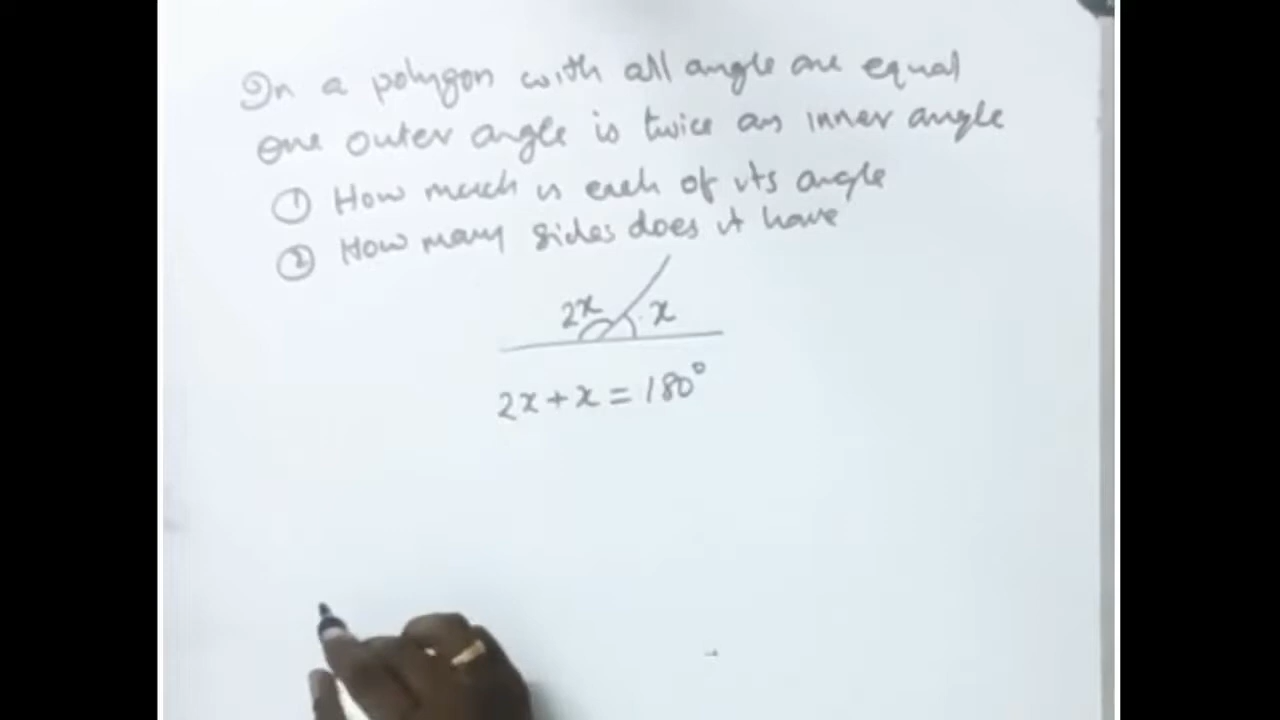 In a polygon with all angle are equal
one outer angle is twice an inner angle
① How much is each of its angle
② How many sides does it have
2x x
2x + x = 180°